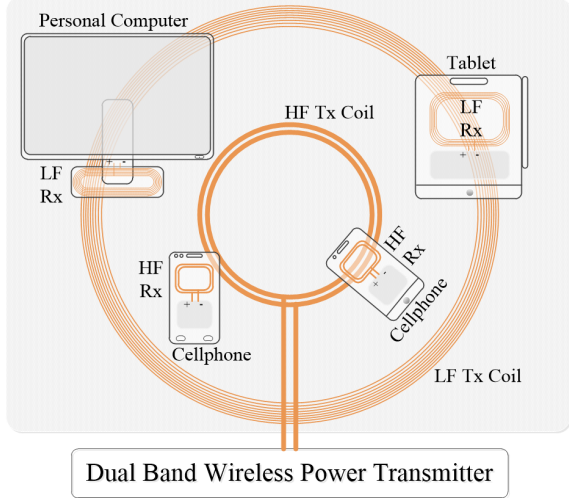 Personal Computer
Tablet
HF Tx Coil
LF
Rx
+ -
+ -
LF
Rx
HF
Rx
HF
Rx
+ -
+ -
Cellphone
Cellphone
LF Tx Coil
Dual Band Wireless Power Transmitter